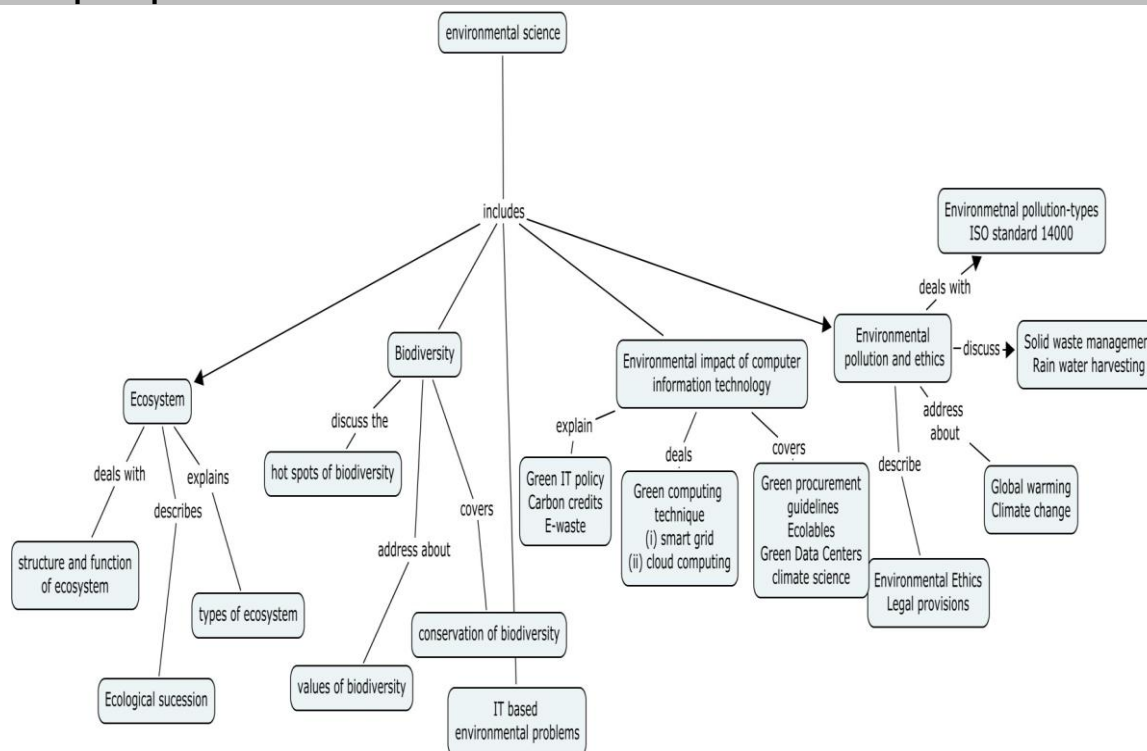 environmental science
includes
Environmetnal pollution-types
ISO standard 14000
deals with
Biodiversity
Environmental impact of computer
information technology
Environmental
pollution and ethics
discuss
Solid waste management
Rain water harvesting
Ecosystem
discuss the
explain
deals
covers
describe
address
about
deals with
describes
explains
hot spots of biodiversity
covers
address about
Green IT policy
Carbon credits
E-waste
Green computing
technique
(i) smart grid
(ii) cloud computing
Green procurement
guidelines
Ecolables
Green Data Centers
climate science
Global warming
Climate change
structure and function
of ecosystem
types of ecosystem
Ecological sucession
values of biodiversity
conservation of biodiversity
IT based
environmental problems
Environmental Ethics
Legal provisions